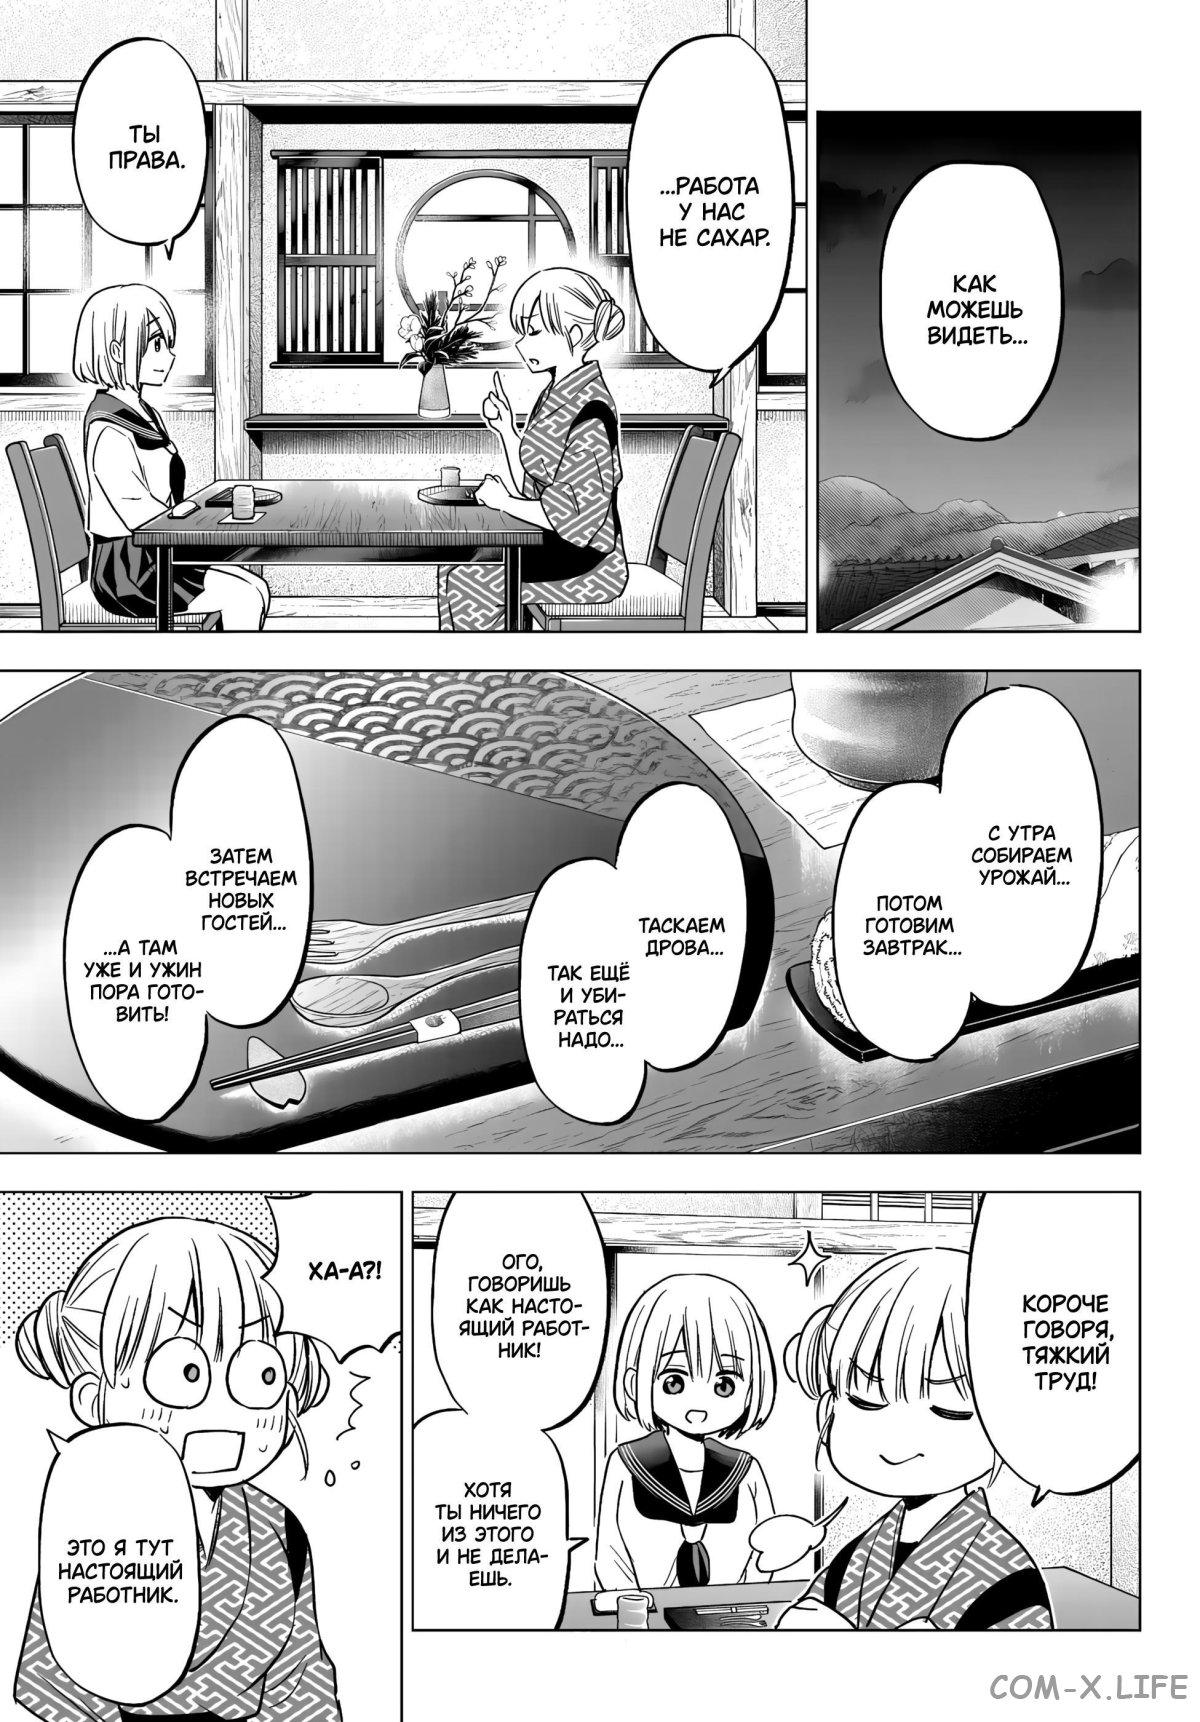 КАК
МОЖЕШЬ
ВИДЕТЬ...
...РАБОТА
У НАС
НЕ САХАР.
ТЫ
ПРАВА.
С УТРА
СОБИРАЕМ
УРОЖАЙ...
ПОТОМ
ГОТОВИМ
ЗАВТРАК...
ТАСКАЕМ
ДРОВА...
ТАК ЕЩЁ
И УБИ-
РАТЬСЯ
НАДО...
ЗАТЕМ
ВСТРЕЧАЕМ
НОВЫХ
ГОСТЕЙ...
...А ТАМ
УЖЕ И УЖИН
ПОРА ГОТО-
ВИТЬ!
КОРОЧЕ
ГОВОРЯ,
ТЯЖКИЙ
ТРУД!
ОГО,
ГОВОРИШЬ
КАК НАСТО-
ЯЩИЙ РАБОТ-
НИК!
ХОТЯ
ТЫ НИЧЕГО
ИЗ ЭТОГО
И НЕ ДЕЛА-
ЕШЬ.
ХА-А?!
ЭТО Я ТУТ
НАСТОЯЩИЙ
РАБОТНИК.
COM-X.LIFE